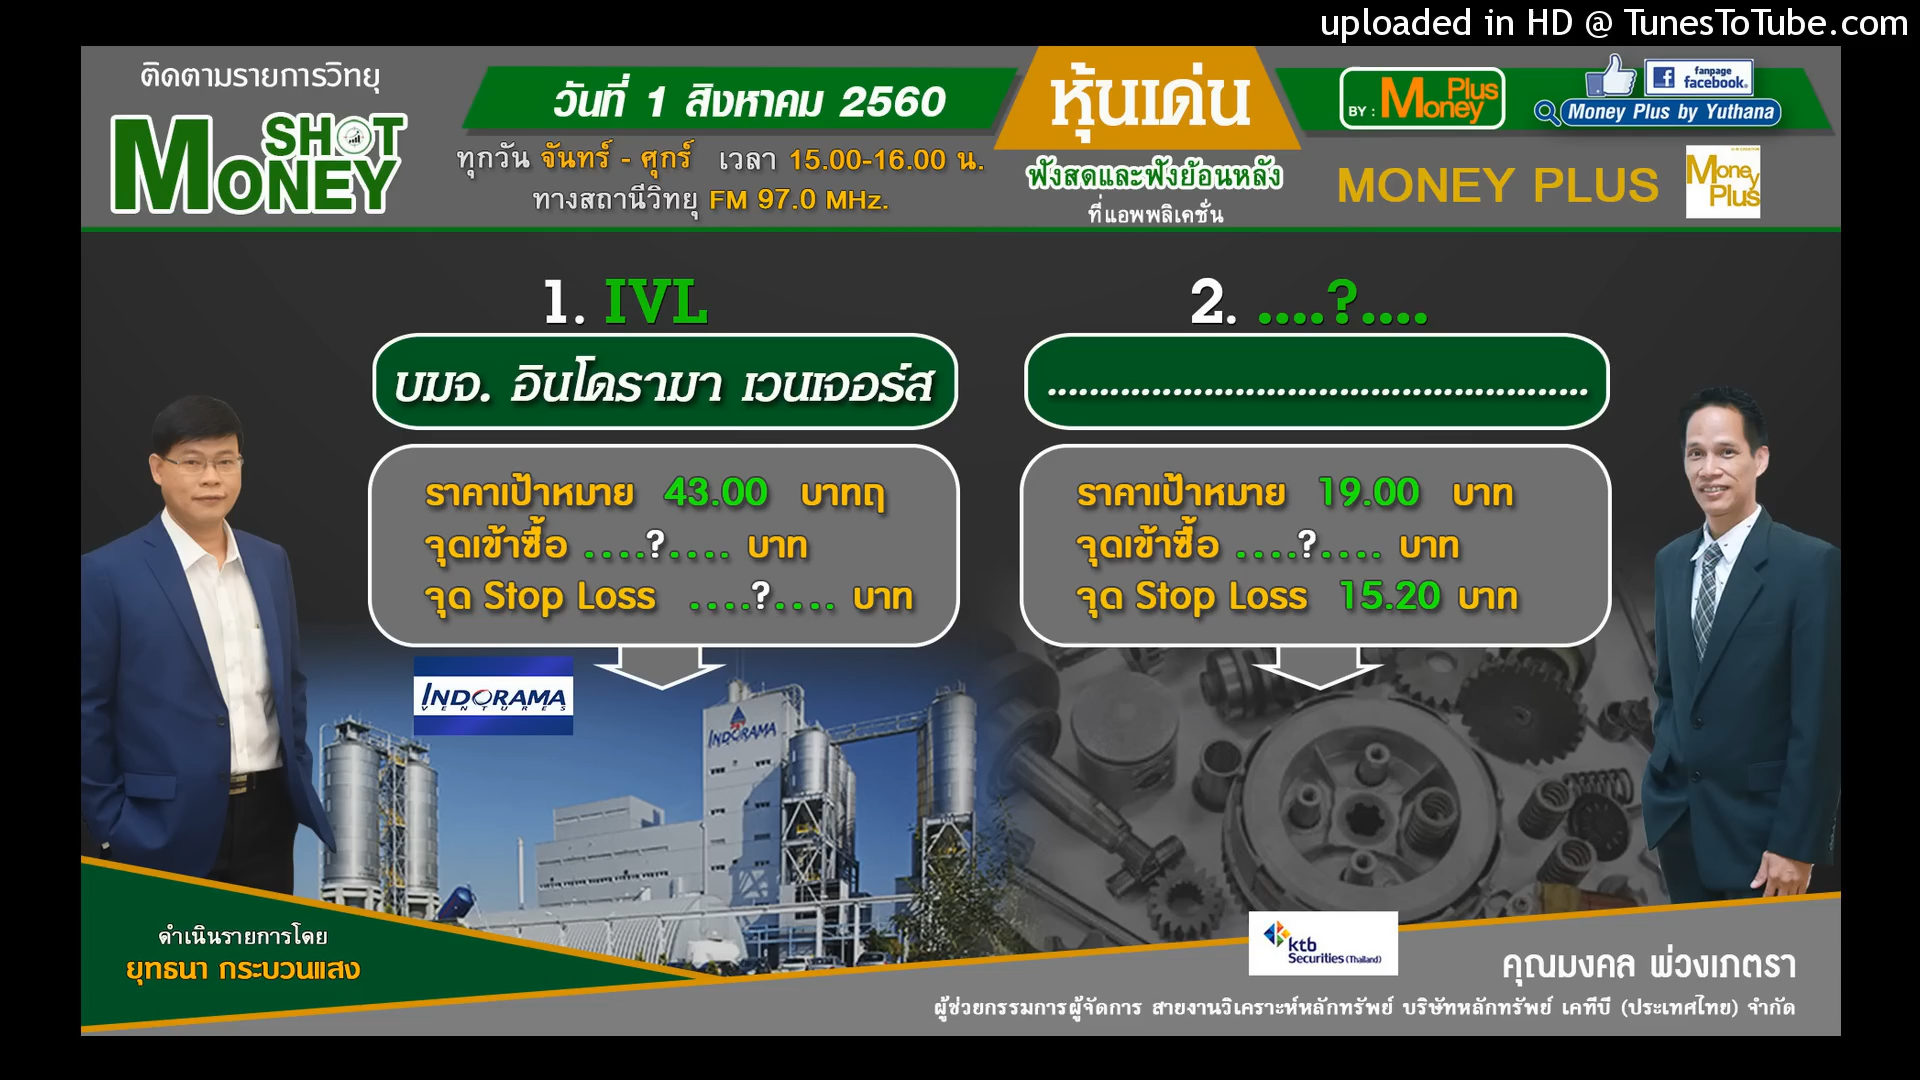 uploaded in HD @ TunesToTube.com
ติดตามรายการวิทยุ
MONEY SHOT
วันที่ 1 สิงหาคม 2560
ทุกวัน จันทร์ - ศุกร์ เวลา 15.00-16.00 น.
ทางสถานีวิทยุ FM 97.0 MHz.
หุ้นเด่น
ฟังสดและฟังย้อนหลัง
ที่แอพพลิเคชั่น
BY : Money Plus
fanpage
facebook.
Money Plus by Yuthana
MONEY PLUS
Money
Plus
1. IVL
บมจ. อินโดรามา เวนเจอร์ส
ราคาเป้าหมาย 43.00 บาทฤ
จุดเข้าซื้อ ....?.... บาท
จุด Stop Loss ....?.... บาท
2. ....?....
......................................................
ราคาเป้าหมาย 19.00 บาท
จุดเข้าซื้อ ....?.... บาท
จุด Stop Loss 15.20 บาท
INDORAMA
VENTURES
INDORAMA
ดำเนินรายการโดย
ยุทธนา กระบวนแสง
ktb
Securities (Thailand)
คุณมงคล พ่วงเภตรา
ผู้ช่วยกรรมการผู้จัดการ สายงานวิเคราะห์หลักทรัพย์ บริษัทหลักทรัพย์ เคทีบี (ประเทศไทย) จำกัด